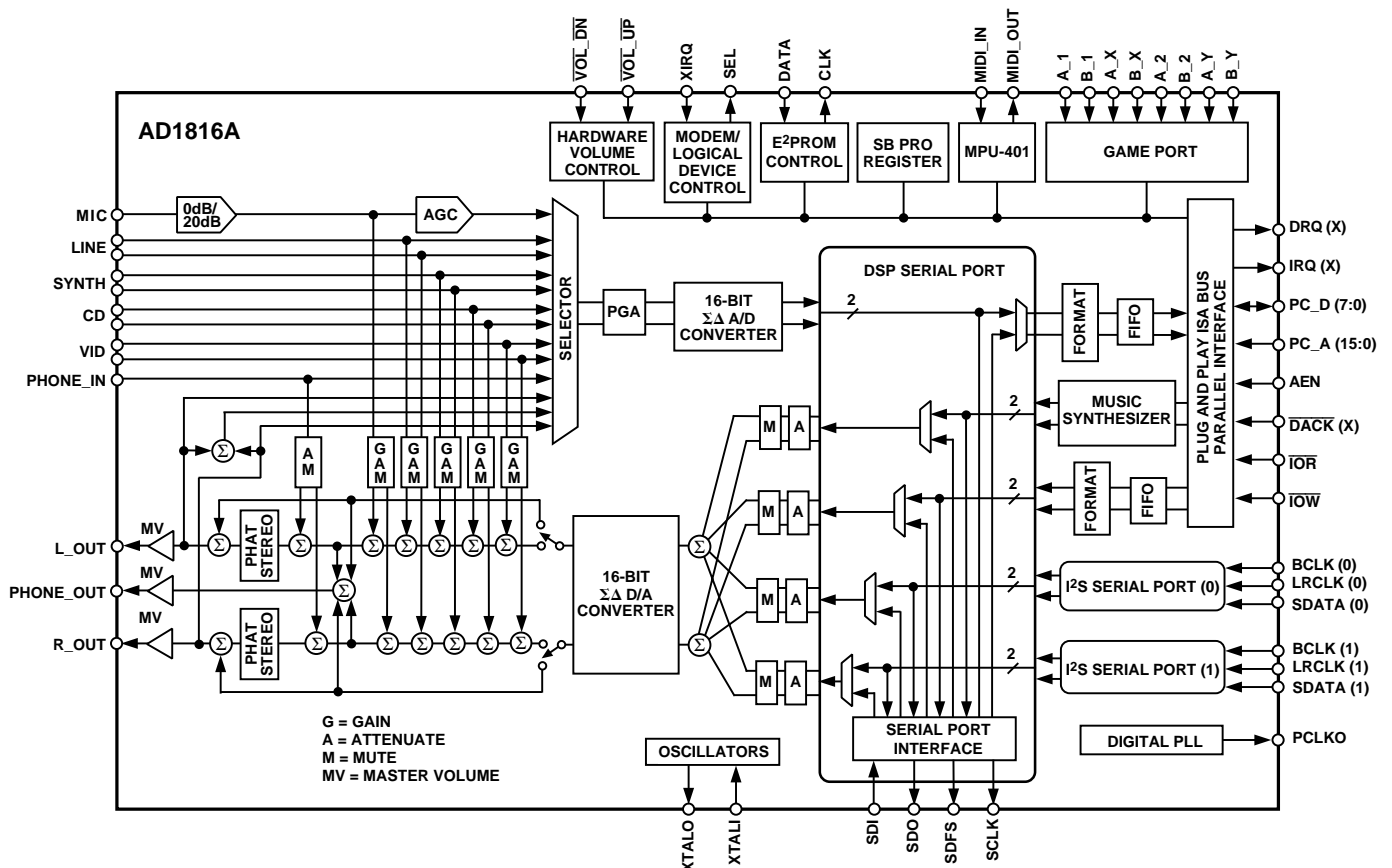 VOL_DN
VOL_UP
XIRQ
SEL
DATA
CLK
MIDI_IN
MIDI_OUT
A_1
B_1
A_X
B_X
A_2
B_2
A_Y
B_Y
AD1816A
HARDWARE
VOLUME
CONTROL
MODEM/
LOGICAL
DEVICE
CONTROL
E²PROM
CONTROL
SB PRO
REGISTER
MPU-401
GAME PORT
MIC
LINE
SYNTH
CD
VID
PHONE_IN
0dB/
20dB
AGC
SELECTOR
PGA
16-BIT
ΣΔ A/D
CONVERTER
DSP SERIAL PORT
2
FORMAT
FIFO
PLUG AND PLAY ISA BUS
PARALLEL INTERFACE
DRQ (X)
IRQ (X)
PC_D (7:0)
PC_A (15:0)
AEN
DACK (X)
IOR
IOW
Σ
AM
GAM
GAM
GAM
GAM
GAM
M
A
2
MUSIC
SYNTHESIZER
M
A
2
FORMAT
FIFO
L_OUT
MV
Σ
PHAT
STEREO
Σ
Σ
Σ
Σ
Σ
Σ
PHONE_OUT
MV
Σ
R_OUT
MV
Σ
PHAT
STEREO
Σ
Σ
Σ
Σ
Σ
Σ
16-BIT
ΣΔ D/A
CONVERTER
Σ
Σ
M
A
2
I²S SERIAL PORT (0)
BCLK (0)
LRCLK (0)
SDATA (0)
M
A
2
I²S SERIAL PORT (1)
BCLK (1)
LRCLK (1)
SDATA (1)
G = GAIN
A = ATTENUATE
M = MUTE
MV = MASTER VOLUME
OSCILLATORS
SERIAL PORT
INTERFACE
DIGITAL PLL
PCLKO
XTALO
XTALI
SDI
SDO
SDFS
SCLK